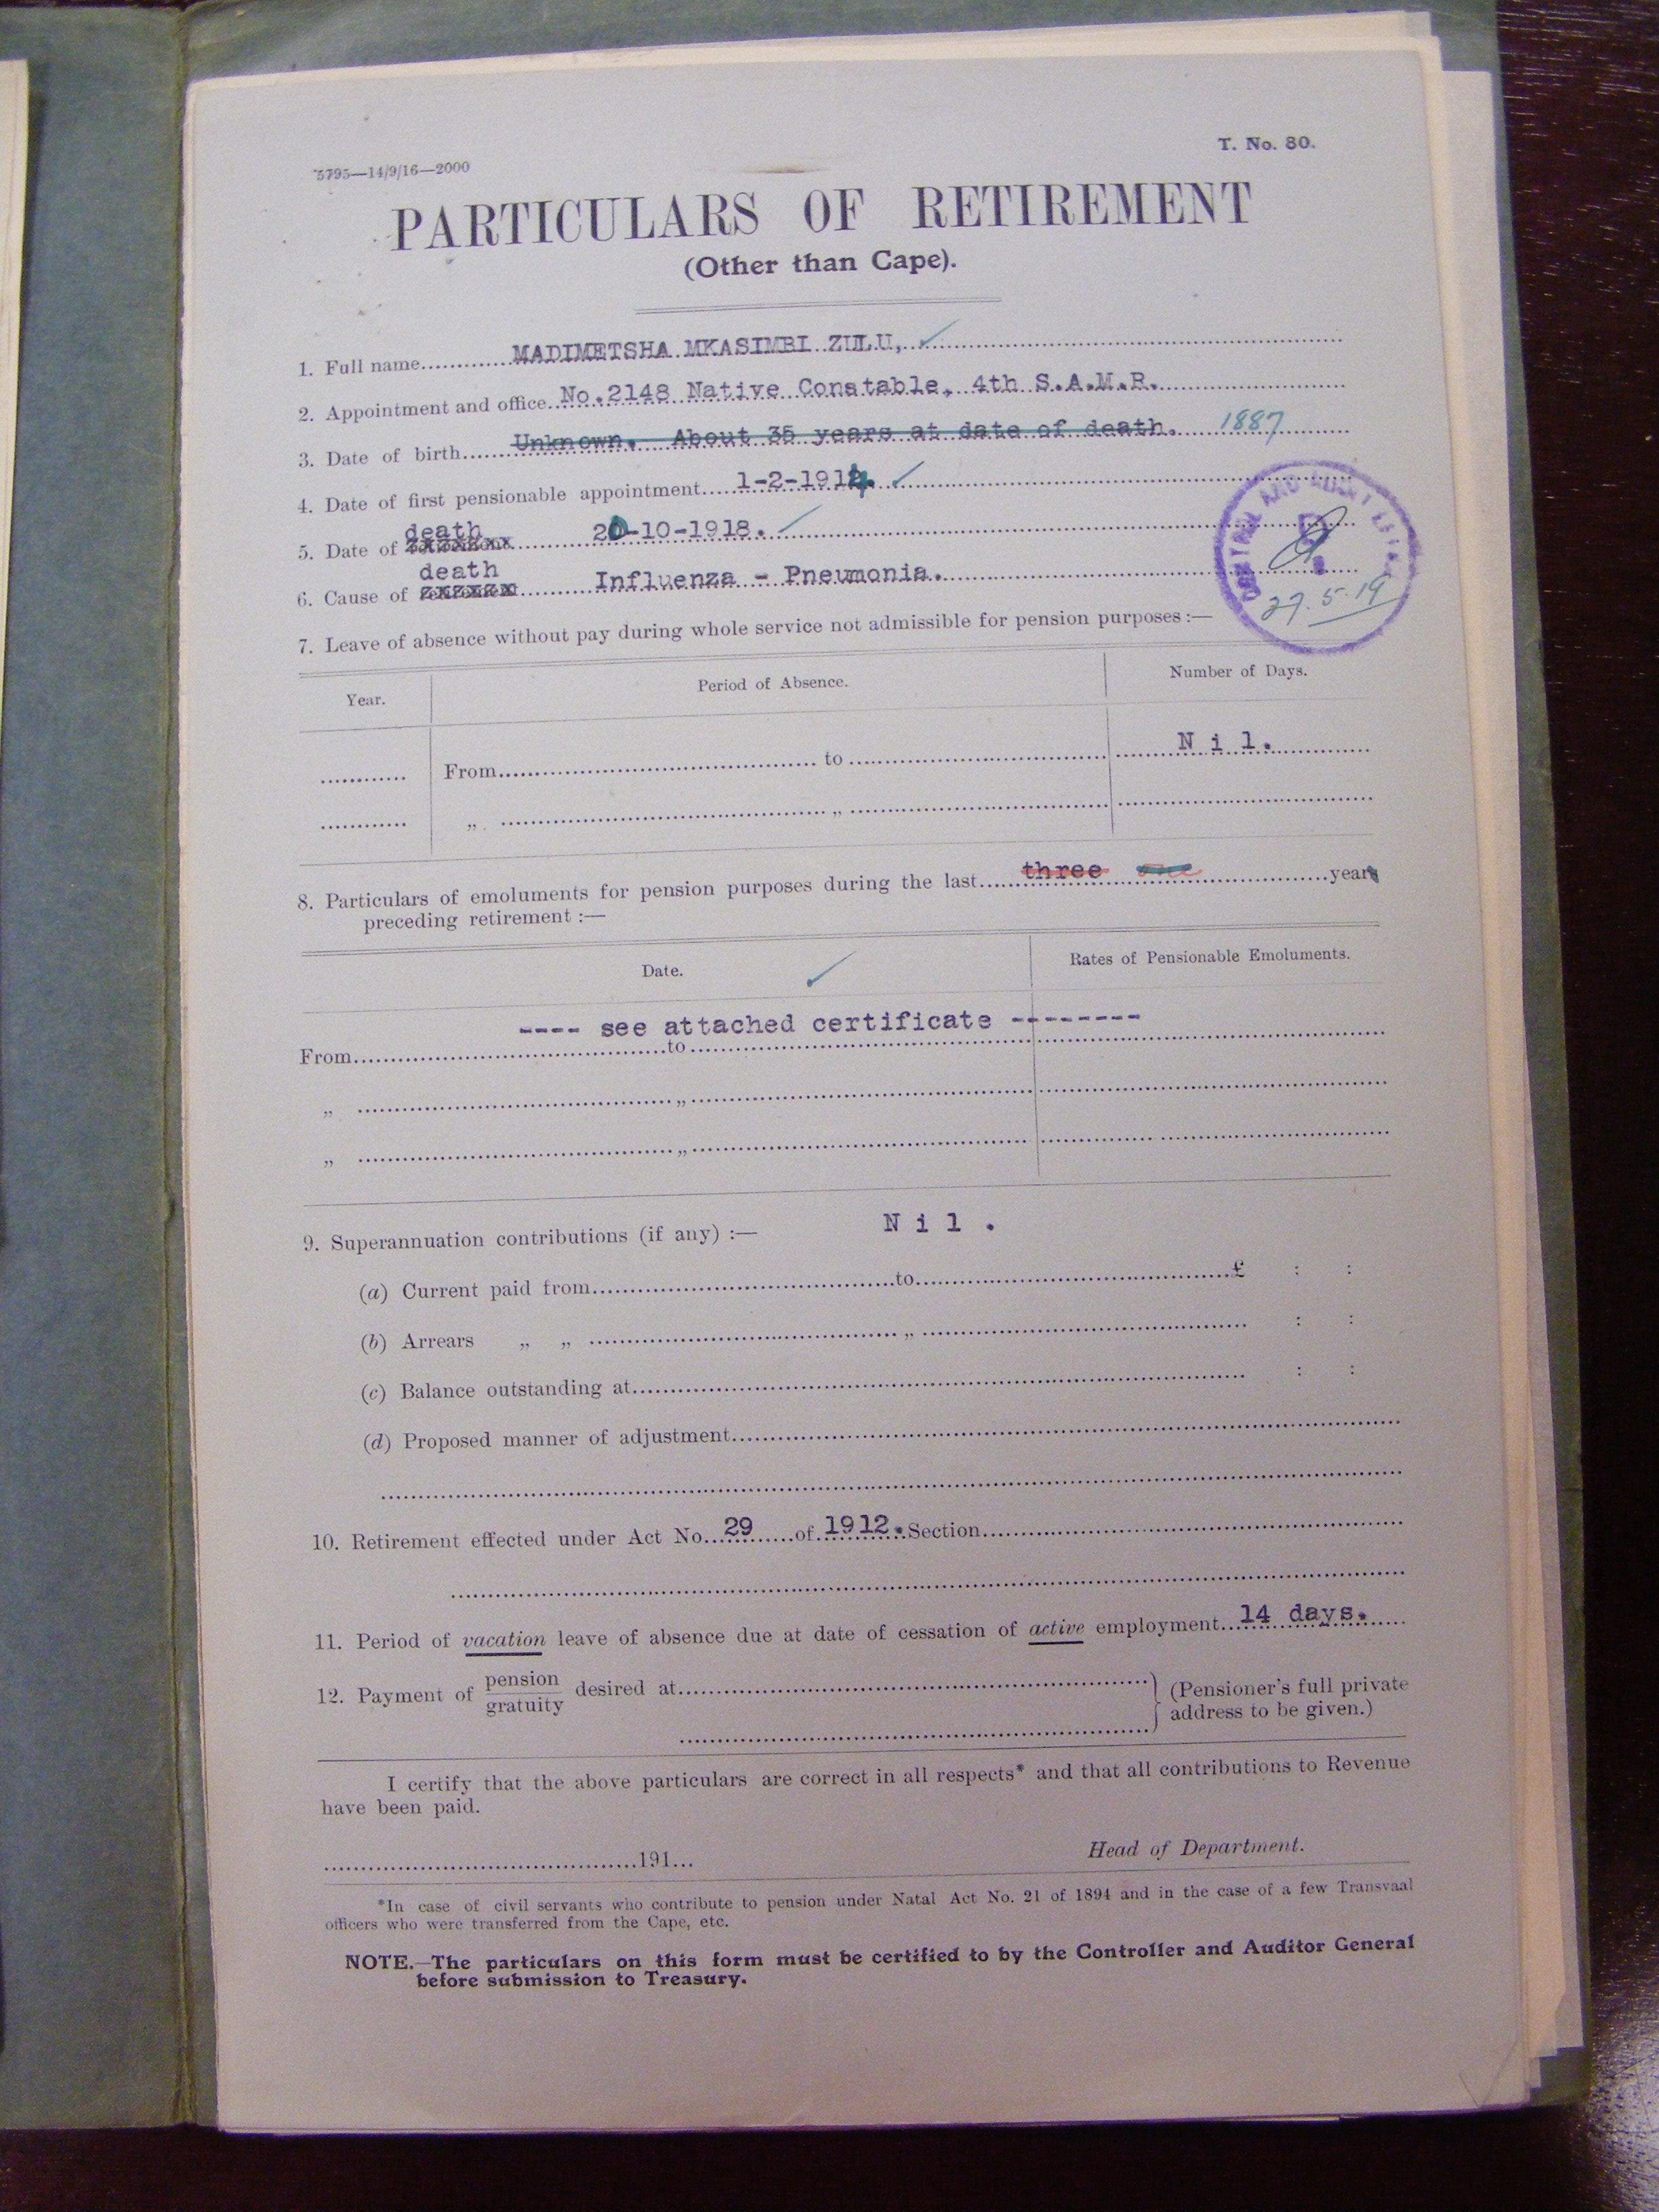 5795—14/9/16—2000
T. No. 80.
PARTICULARS OF RETIREMENT
(Other than Cape).
1. Full name MADIMETSHA MKASIMBI ZULU,
2. Appointment and office No.2148 Native Constable, 4th S.A.M.R.
3. Date of birth Unknown. About 35 years at date of death. 1887
4. Date of first pensionable appointment 1-2-1914.
death
5. Date of 20-10-1918.
death
6. Cause of Influenza - Pneumonia.
27.5.19
7. Leave of absence without pay during whole service not admissible for pension purposes:—
Year. Period of Absence. Number of Days.
From to N i l .
„ „
8. Particulars of emoluments for pension purposes during the last three one years
preceding retirement :—
Date. Rates of Pensionable Emoluments.
---- see attached certificate --------
From to
„ „
„ „
9. Superannuation contributions (if any) :— N i l .
(a) Current paid from to £ : :
(b) Arrears „ „ „ : :
(c) Balance outstanding at : :
(d) Proposed manner of adjustment
10. Retirement effected under Act No. 29 of 1912. Section
11. Period of vacation leave of absence due at date of cessation of active employment 14 days.
12. Payment of pension gratuity desired at (Pensioner's full private
address to be given.)
I certify that the above particulars are correct in all respects* and that all contributions to Revenue
have been paid.
191
Head of Department.
*In case of civil servants who contribute to pension under Natal Act No. 21 of 1894 and in the case of a few Transvaal
officers who were transferred from the Cape, etc.
NOTE.—The particulars on this form must be certified to by the Controller and Auditor General
before submission to Treasury.